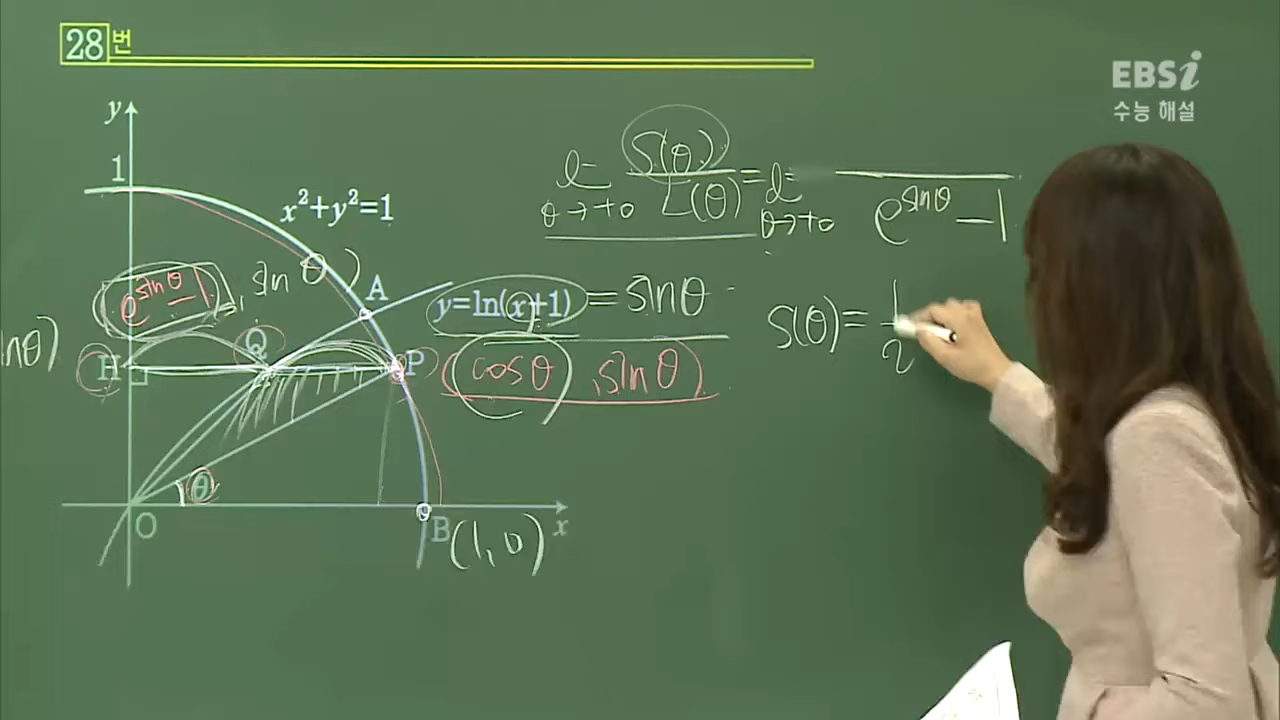 28번
EBSi
수능 해설
y
1
x²+y²=1
lim θ→+0 S(θ)/L(θ) = lim θ→+0 / e^sinθ −1
e^sinθ −1, sinθ)
A
y=ln(x+1) = sinθ
S(θ)= 1/2
nθ)
H
Q
P
(cosθ, sinθ)
θ
O
B
(1, 0)
x